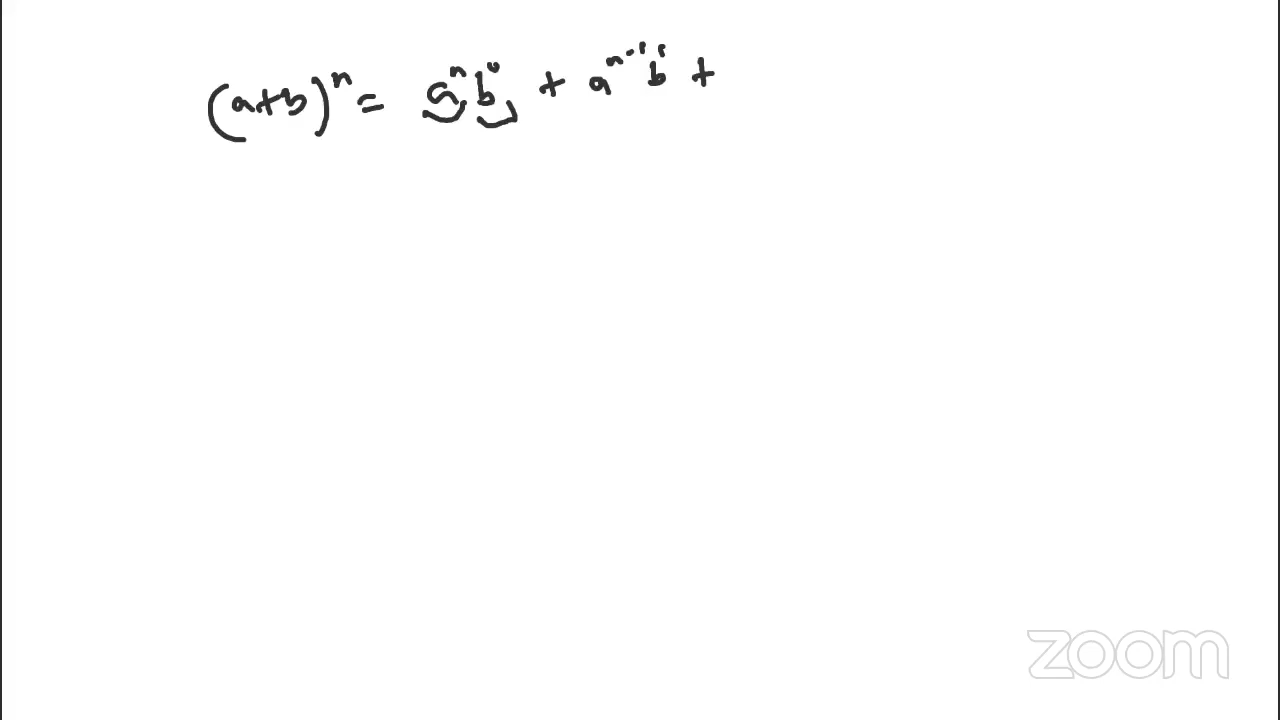 (a+b)ⁿ = aⁿb⁰ + aⁿ⁻¹b¹ +
zoom